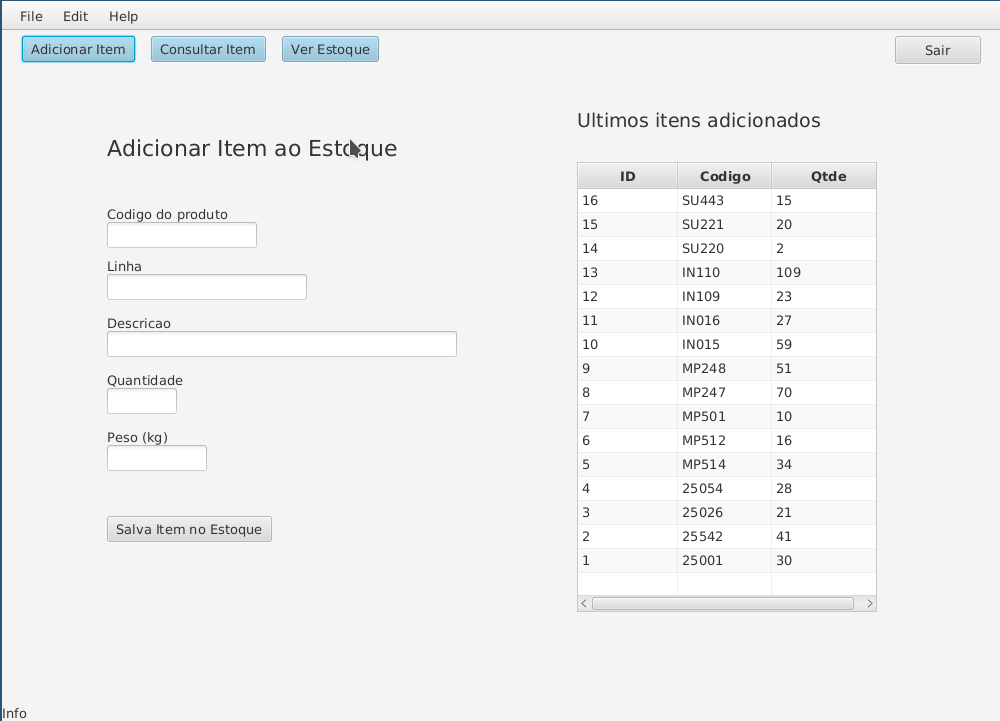 File Edit Help
Adicionar Item Consultar Item Ver Estoque Sair
Adicionar Item ao Estoque
Codigo do produto
Linha
Descricao
Quantidade
Peso (kg)
Salva Item no Estoque
Ultimos itens adicionados
ID Codigo Qtde
16 SU443 15
15 SU221 20
14 SU220 2
13 IN110 109
12 IN109 23
11 IN016 27
10 IN015 59
9 MP248 51
8 MP247 70
7 MP501 10
6 MP512 16
5 MP514 34
4 25054 28
3 25026 21
2 25542 41
1 25001 30
Info